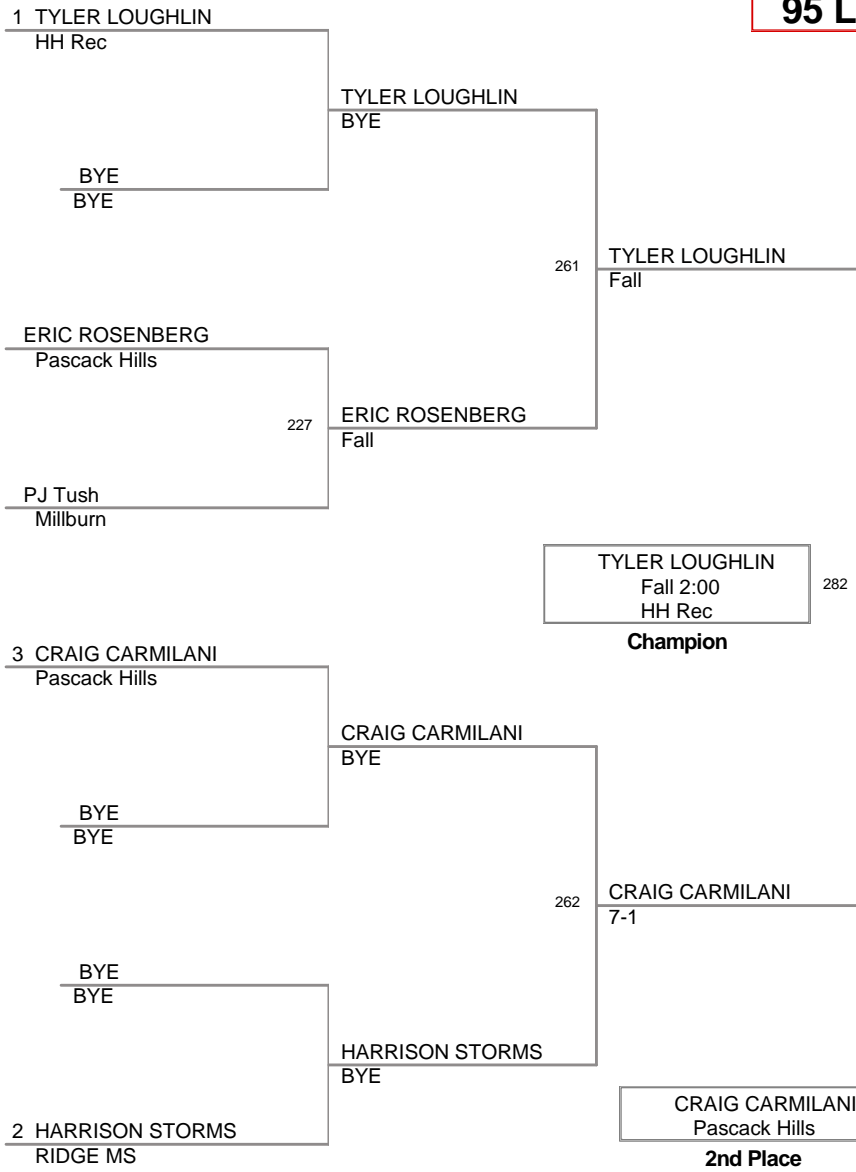 95 L
1 TYLER LOUGHLIN
HH Rec
TYLER LOUGHLIN
BYE
BYE
BYE
261
TYLER LOUGHLIN
Fall
ERIC ROSENBERG
Pascack Hills
227
ERIC ROSENBERG
Fall
PJ Tush
Millburn
TYLER LOUGHLIN
Fall 2:00
HH Rec
282
Champion
3 CRAIG CARMILANI
Pascack Hills
CRAIG CARMILANI
BYE
BYE
BYE
262
CRAIG CARMILANI
7-1
BYE
BYE
HARRISON STORMS
BYE
2 HARRISON STORMS
RIDGE MS
CRAIG CARMILANI
Pascack Hills
2nd Place